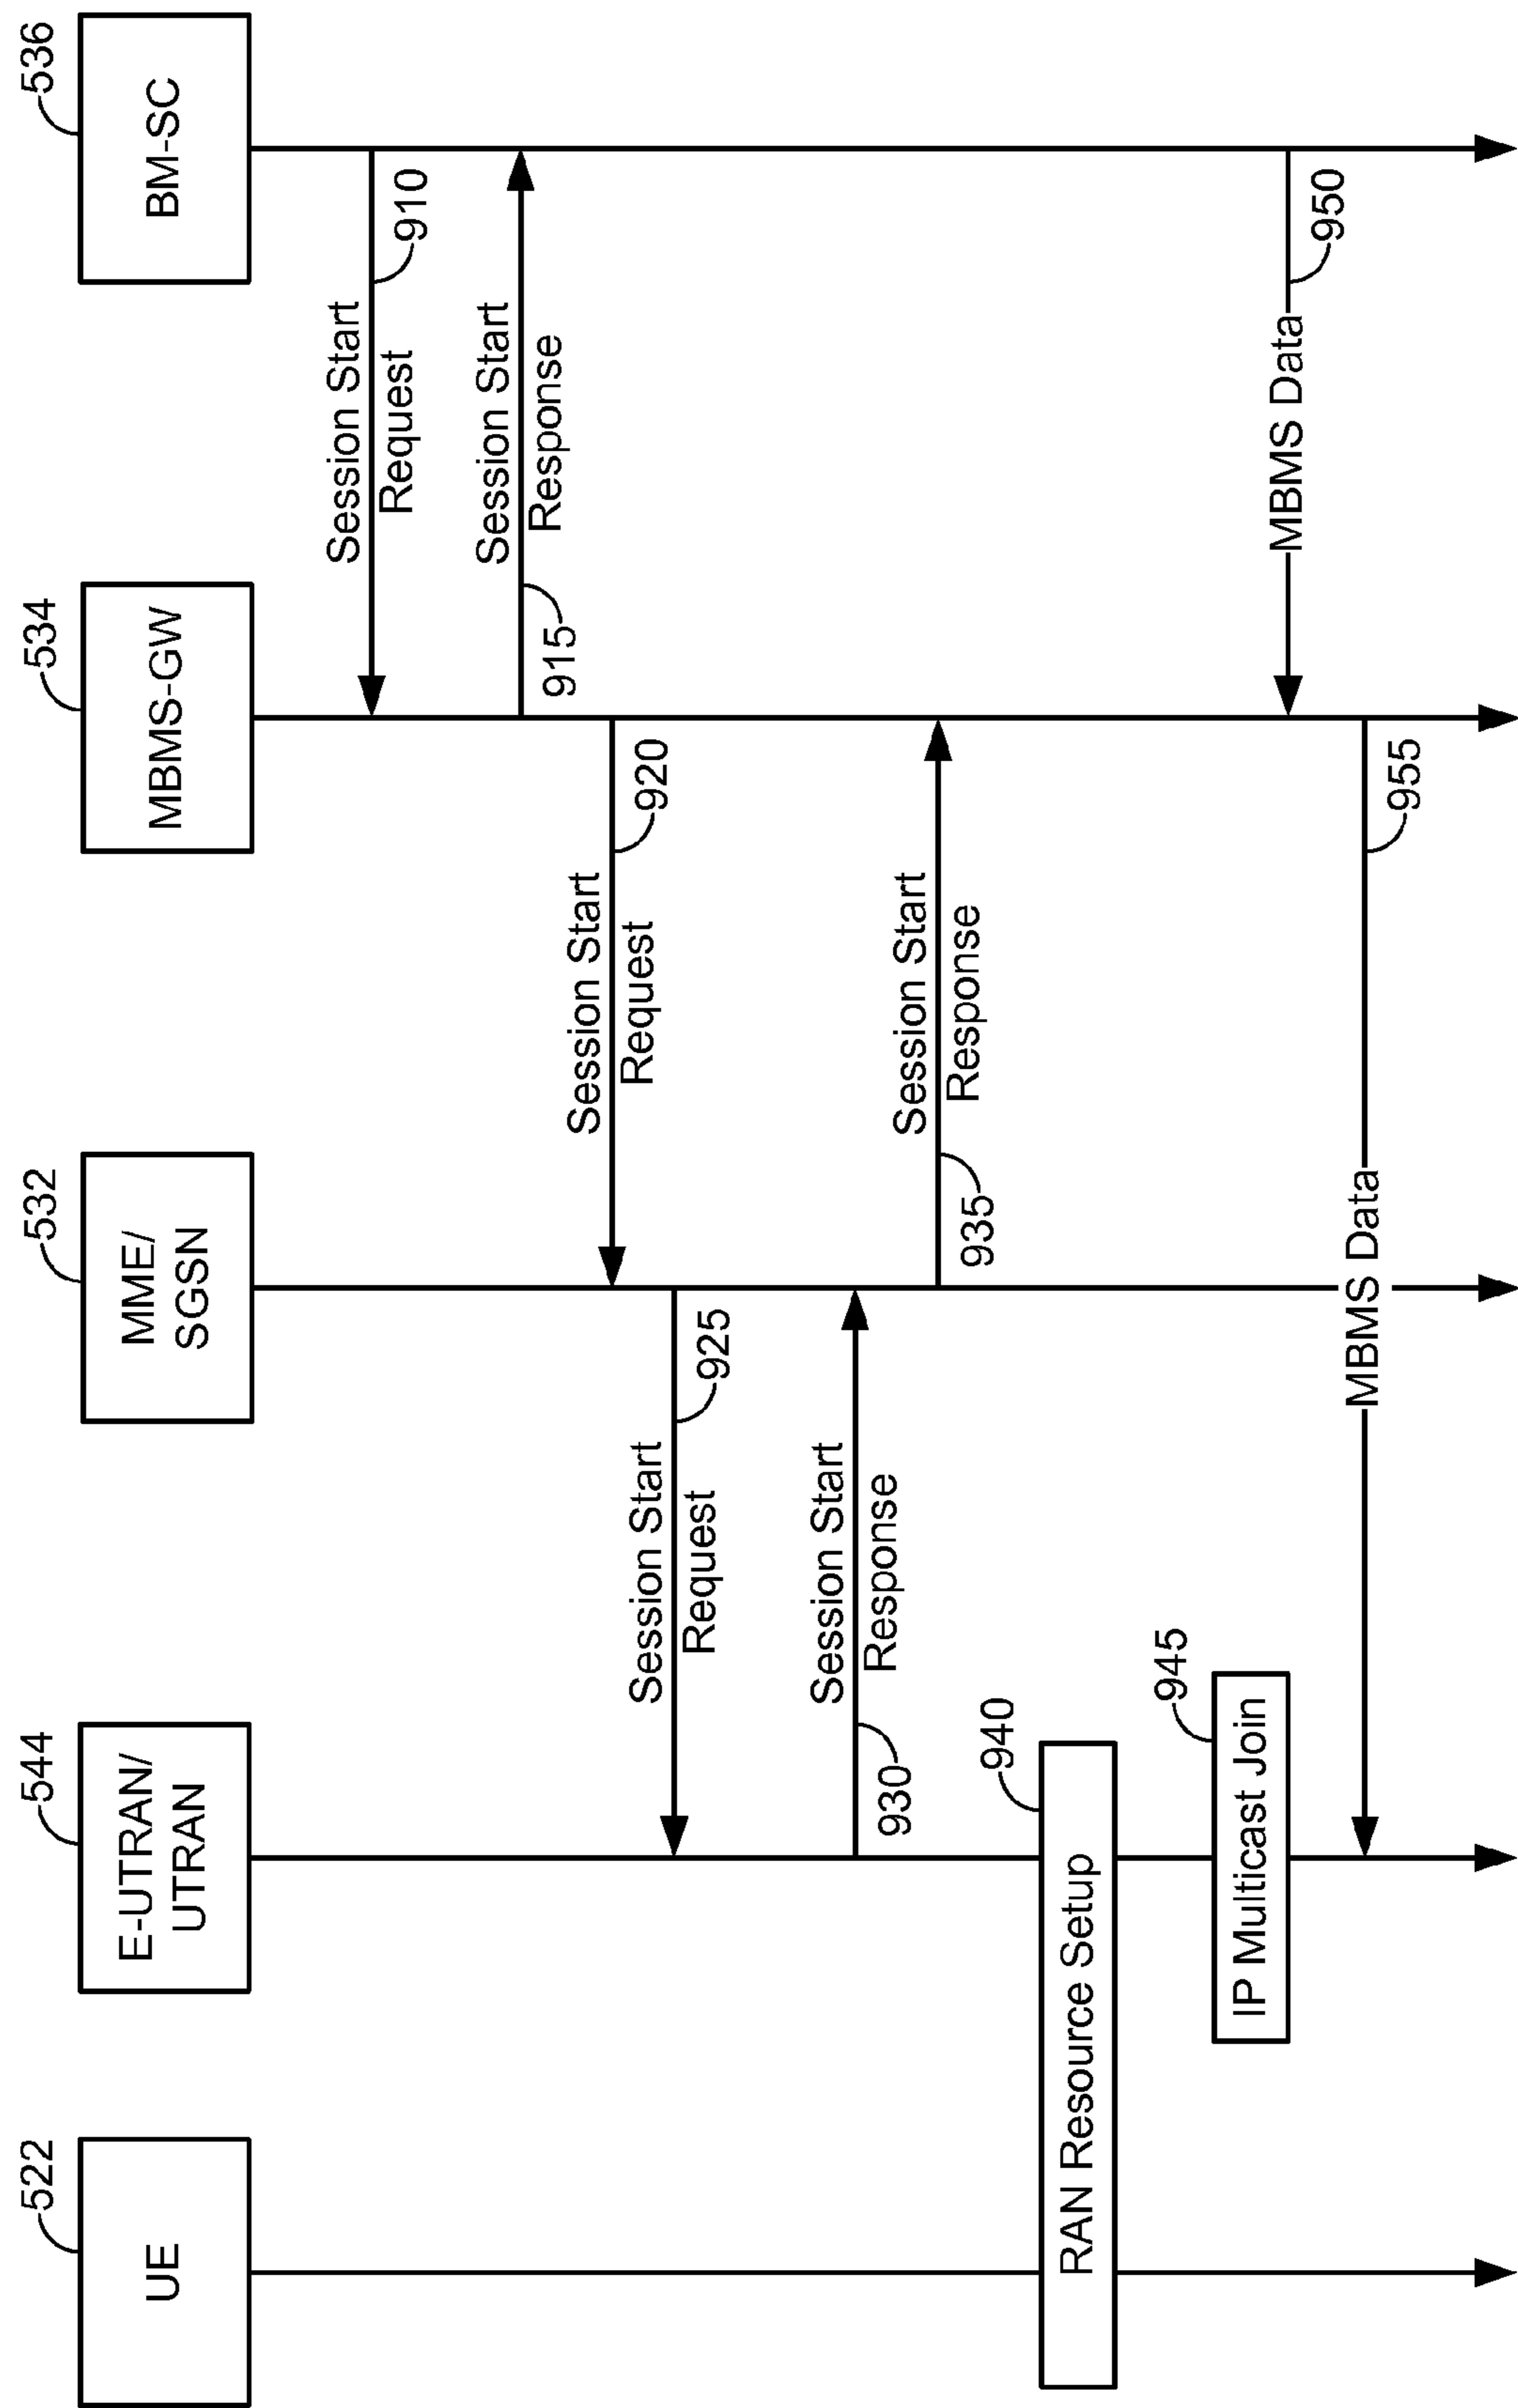 522
UE
544
E-UTRAN/
UTRAN
532
MME/
SGSN
534
MBMS-GW
536
BM-SC
Session Start
Request
910
Session Start
Response
915
Session Start
Request
920
Session Start
Request
925
Session Start
Response
930
Session Start
Response
935
RAN Resource Setup
940
IP Multicast Join
945
MBMS Data
950
MBMS Data
955